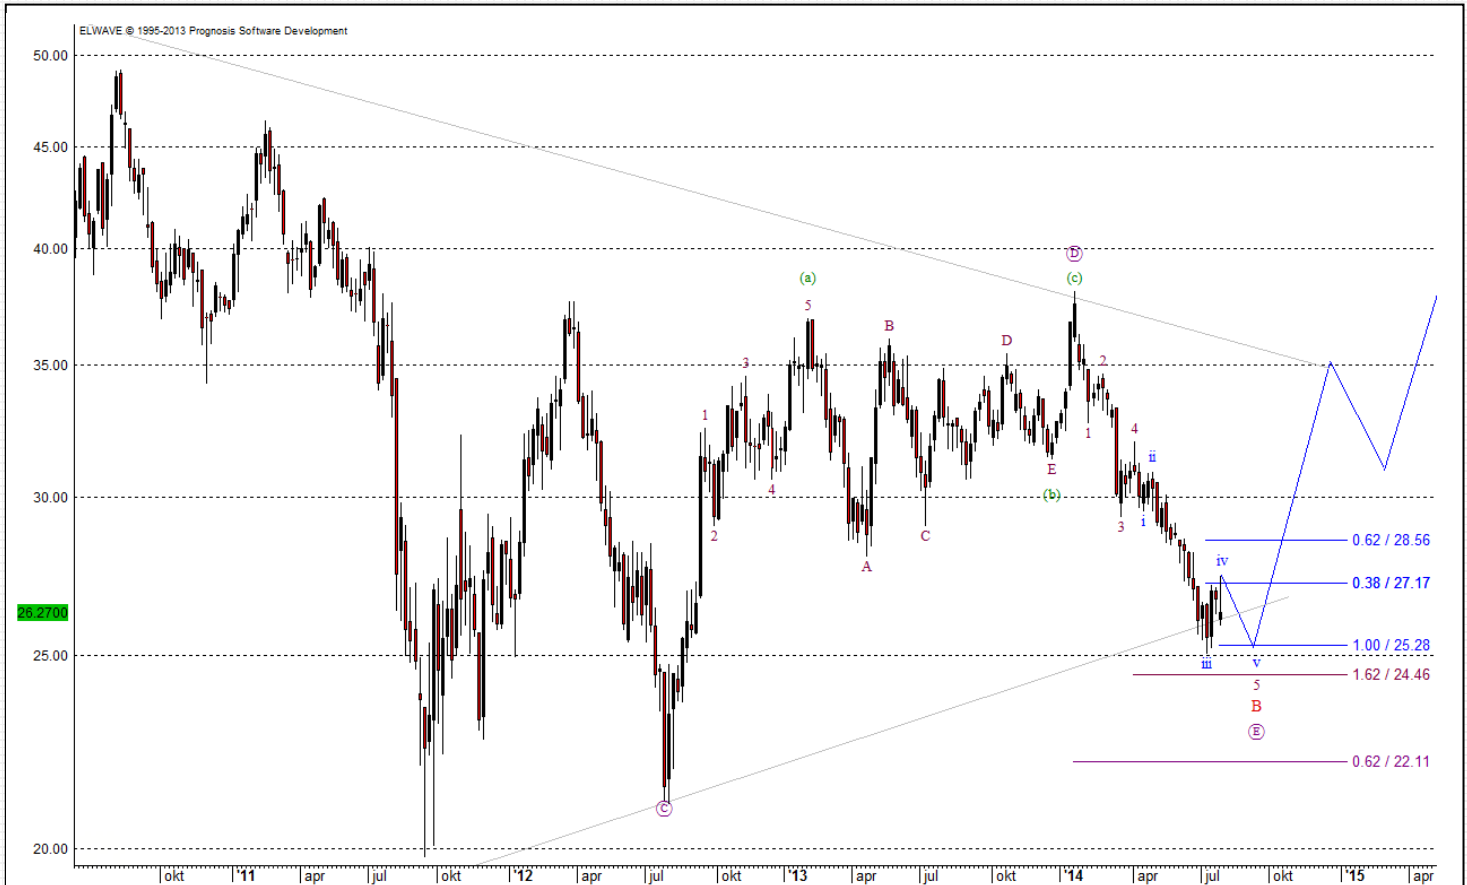 ELWAVE © 1995-2013 Prognosis Software Development
50.00
45.00
40.00
35.00
30.00
26.2700
25.00
20.00
D
(c)
(a)
5
B
D
3
2
1
1
4
E
(b)
4
ii
3
i
2
C
A
0.62 / 28.56
iv
0.38 / 27.17
1.00 / 25.28
iii
v
1.62 / 24.46
5
B
E
0.62 / 22.11
C
okt '11 apr jul okt '12 apr jul okt '13 apr jul okt '14 apr jul okt '15 apr